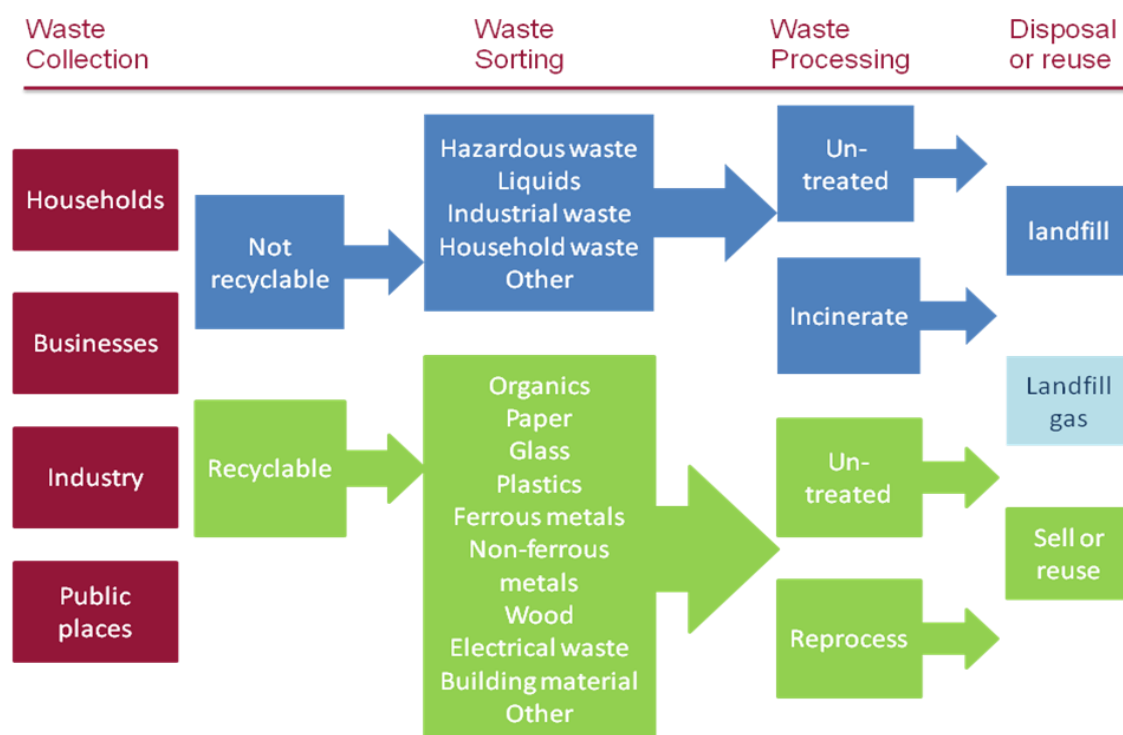 Waste
Collection
Waste
Sorting
Waste
Processing
Disposal
or reuse
Households
Businesses
Industry
Public
places
Not
recyclable
Recyclable
Hazardous waste
Liquids
Industrial waste
Household waste
Other
Organics
Paper
Glass
Plastics
Ferrous metals
Non-ferrous
metals
Wood
Electrical waste
Building material
Other
Un-
treated
Incinerate
Un-
treated
Reprocess
landfill
Landfill
gas
Sell or
reuse